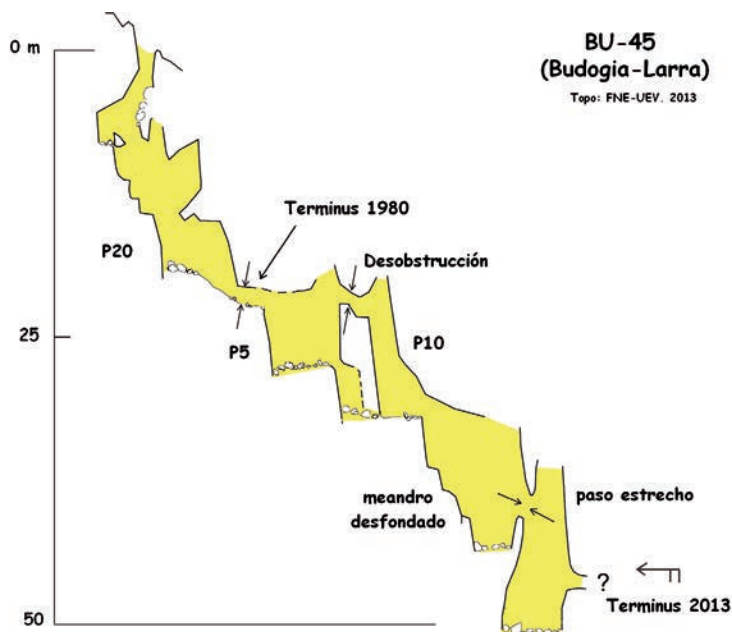 0 m
BU-45
(Budogia-Larra)
Topo: FNE-UEV. 2013
Terminus 1980
P20
Desobstrucción
25
P5
P10
meandro
desfondado
paso estrecho
?
Terminus 2013
50